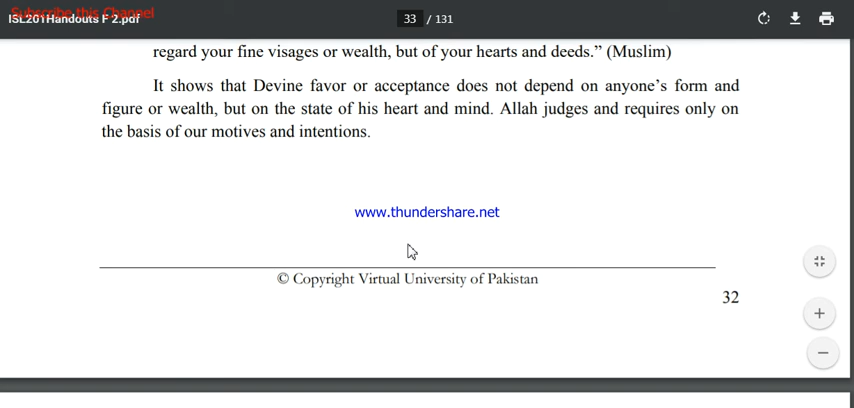 Subscribe this Channel
ISL201Handouts F 2.pdf
33 / 131
regard your fine visages or wealth, but of your hearts and deeds.” (Muslim)
It shows that Devine favor or acceptance does not depend on anyone’s form and
figure or wealth, but on the state of his heart and mind. Allah judges and requires only on
the basis of our motives and intentions.
www.thundershare.net
© Copyright Virtual University of Pakistan
32